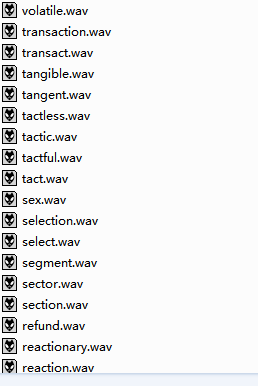 volatile.wav
transaction.wav
transact.wav
tangible.wav
tangent.wav
tactless.wav
tactic.wav
tactful.wav
tact.wav
sex.wav
selection.wav
select.wav
segment.wav
sector.wav
section.wav
refund.wav
reactionary.wav
reaction.wav